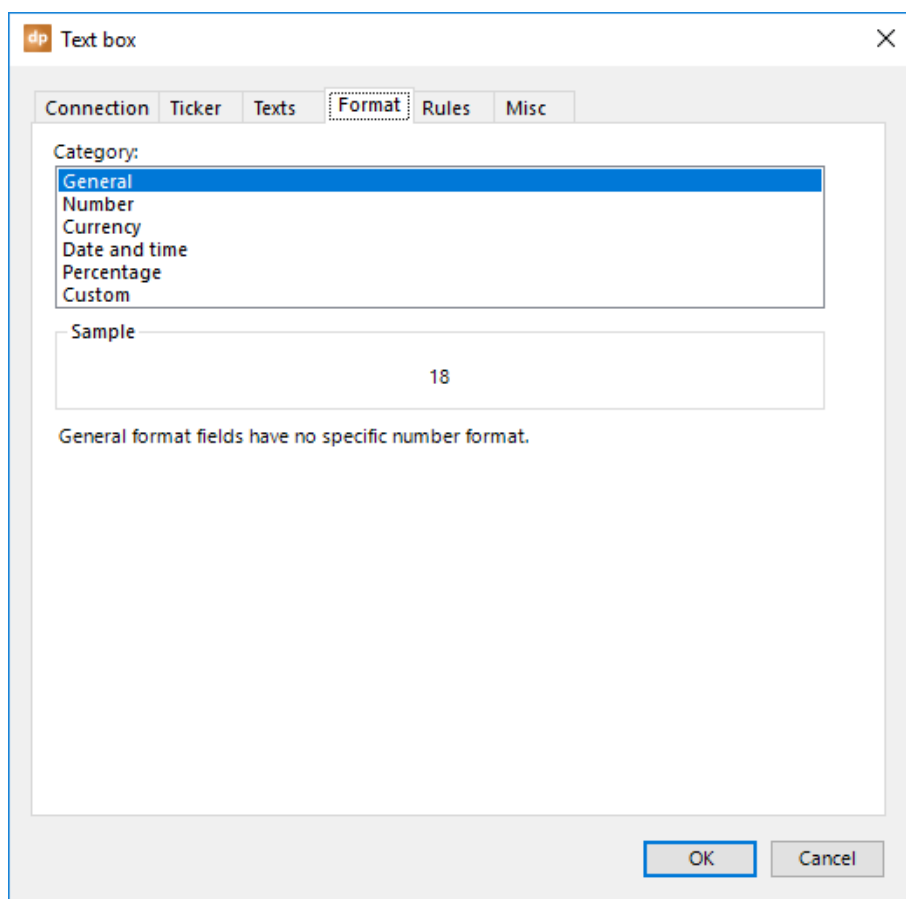 dp Text box
Connection Ticker Texts Format Rules Misc
Category:
General
Number
Currency
Date and time
Percentage
Custom
Sample
18
General format fields have no specific number format.
OK Cancel